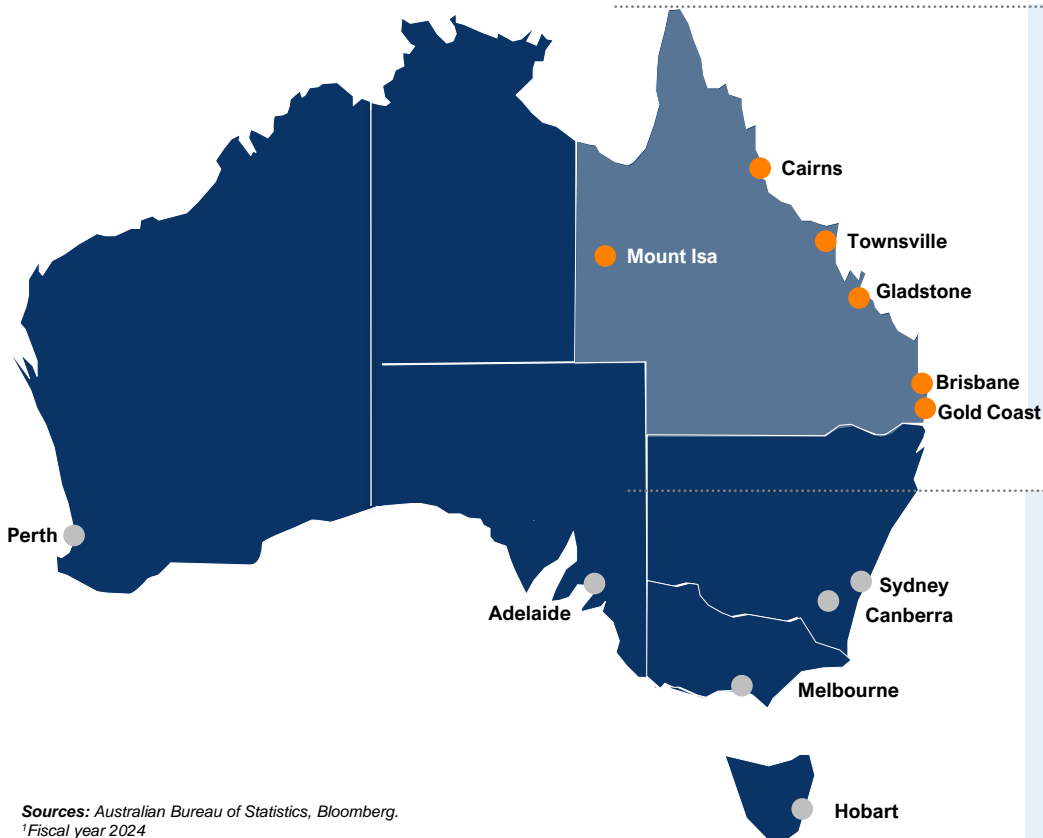 Cairns
Townsville
Mount Isa
Gladstone
Brisbane
Gold Coast
Perth
Sydney
Adelaide
Canberra
Melbourne
Hobart
Sources: Australian Bureau of Statistics, Bloomberg.
¹Fiscal year 2024